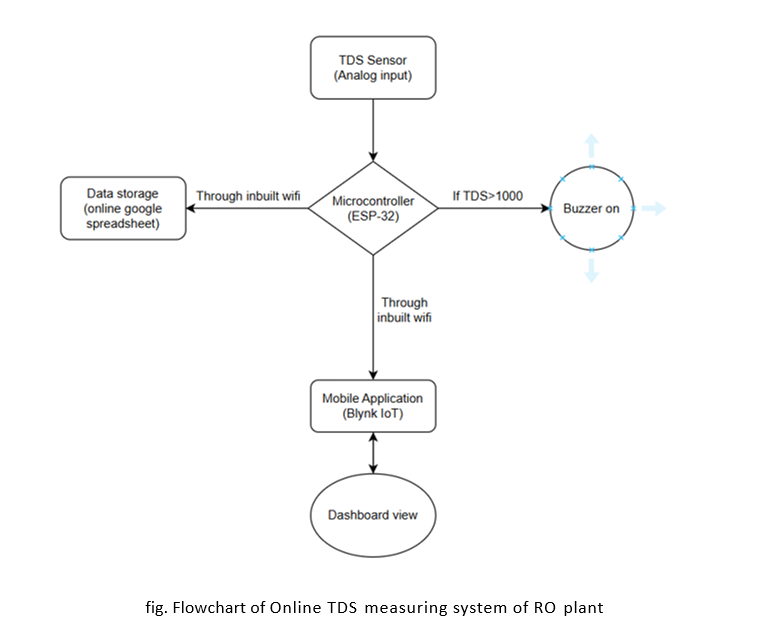 TDS Sensor
(Analog input)
Data storage
(online google
spreadsheet)
Through inbuilt wifi
Microcontroller
(ESP-32)
If TDS>1000
Buzzer on
Through
inbuilt wifi
Mobile Application
(Blynk IoT)
Dashboard view
fig. Flowchart of Online TDS measuring system of RO plant